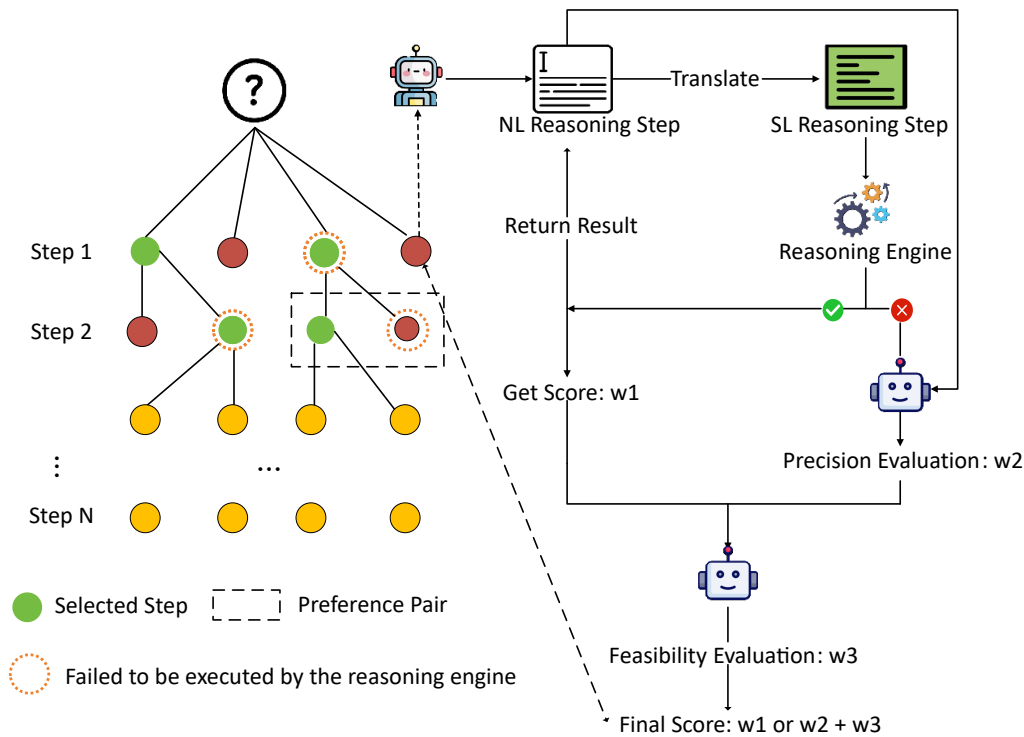 ?
NL Reasoning Step
Translate
SL Reasoning Step
Return Result
Reasoning Engine
Step 1
Step 2
Get Score: w1
Precision Evaluation: w2
⋮
...
Step N
Feasibility Evaluation: w3
Final Score: w1 or w2 + w3
Selected Step
Preference Pair
Failed to be executed by the reasoning engine